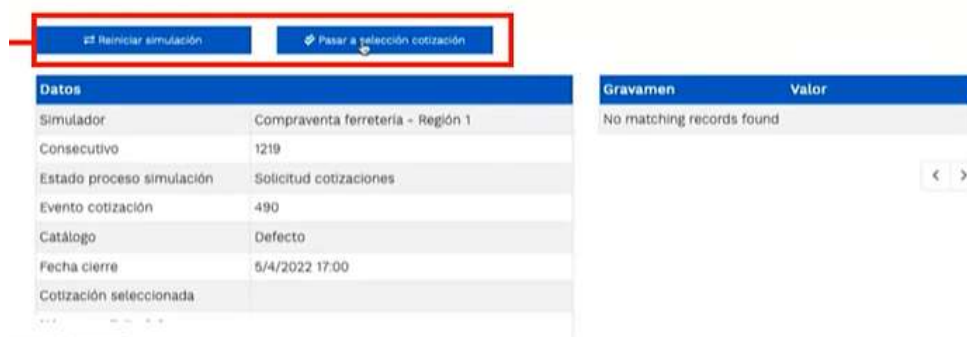 Reiniciar simulación
Pasar a selección cotización
Datos
Simulador Compraventa ferretería - Región 1
Consecutivo 1219
Estado proceso simulación Solicitud cotizaciones
Evento cotización 490
Catálogo Defecto
Fecha cierre 5/4/2022 17:00
Cotización seleccionada
Gravamen Valor
No matching records found